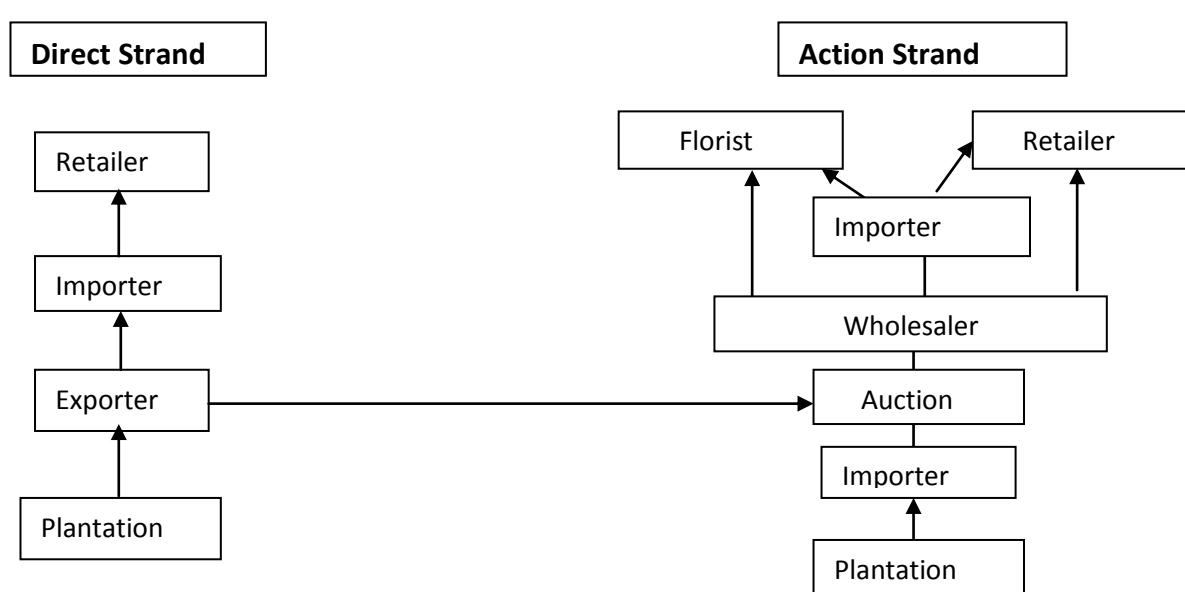 Direct Strand
Action Strand
Florist
Retailer
Retailer
Importer
Importer
Wholesaler
Exporter
Auction
Importer
Plantation
Plantation